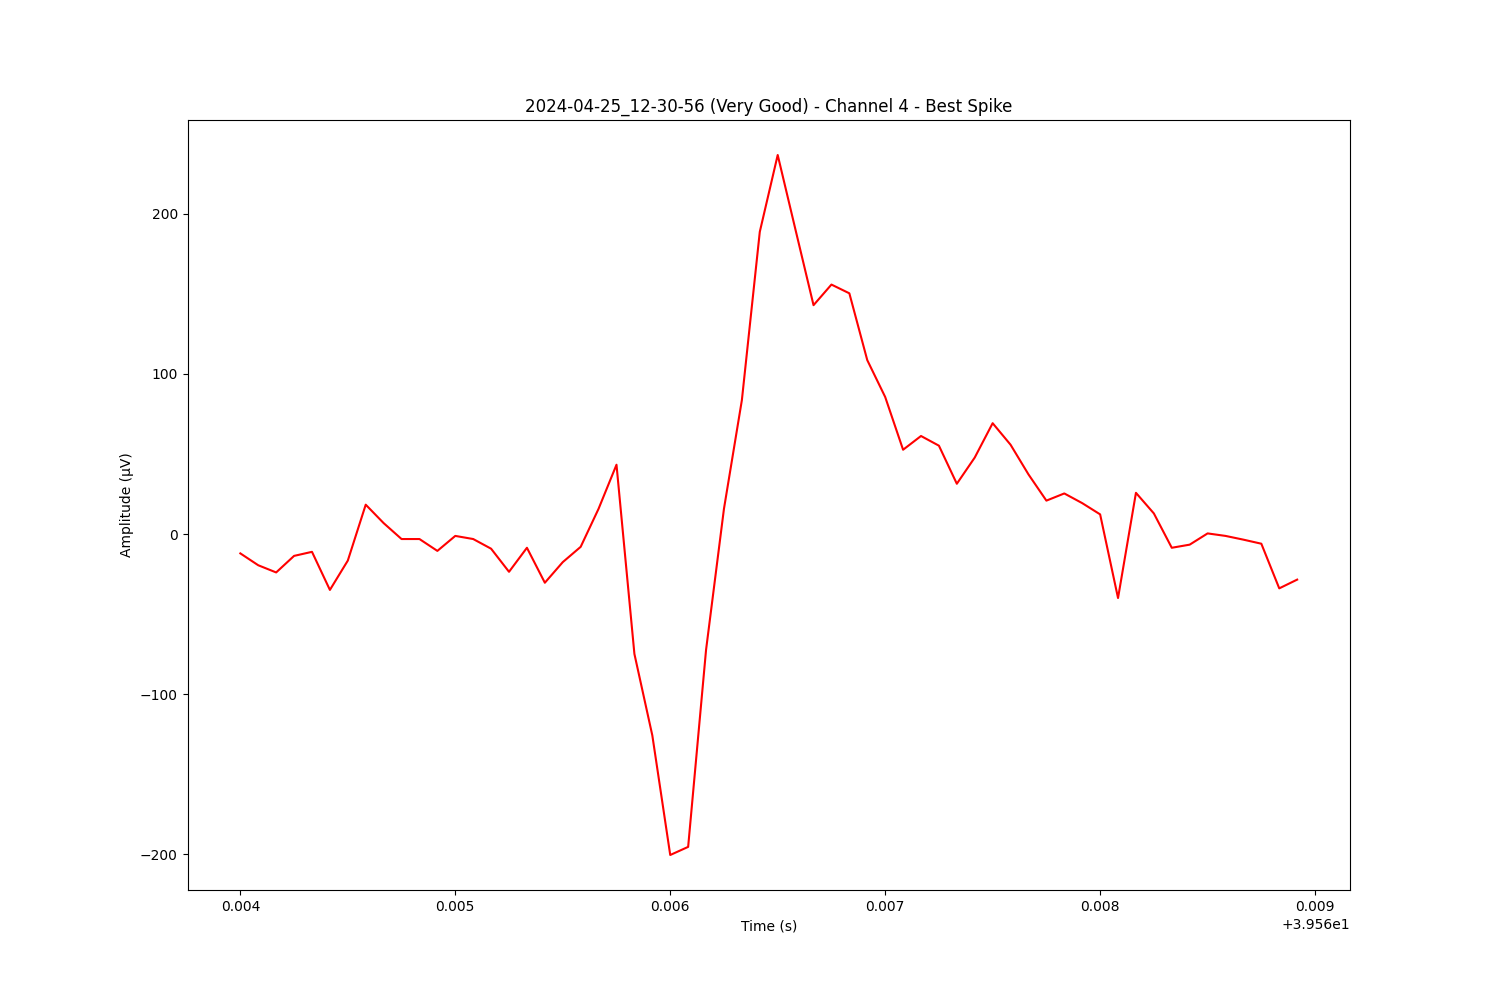 2024-04-25_12-30-56 (Very Good) - Channel 4 - Best Spike
Amplitude (µV)
200
100
0
−100
−200
0.004 0.005 0.006 0.007 0.008 0.009
+3.956e1
Time (s)